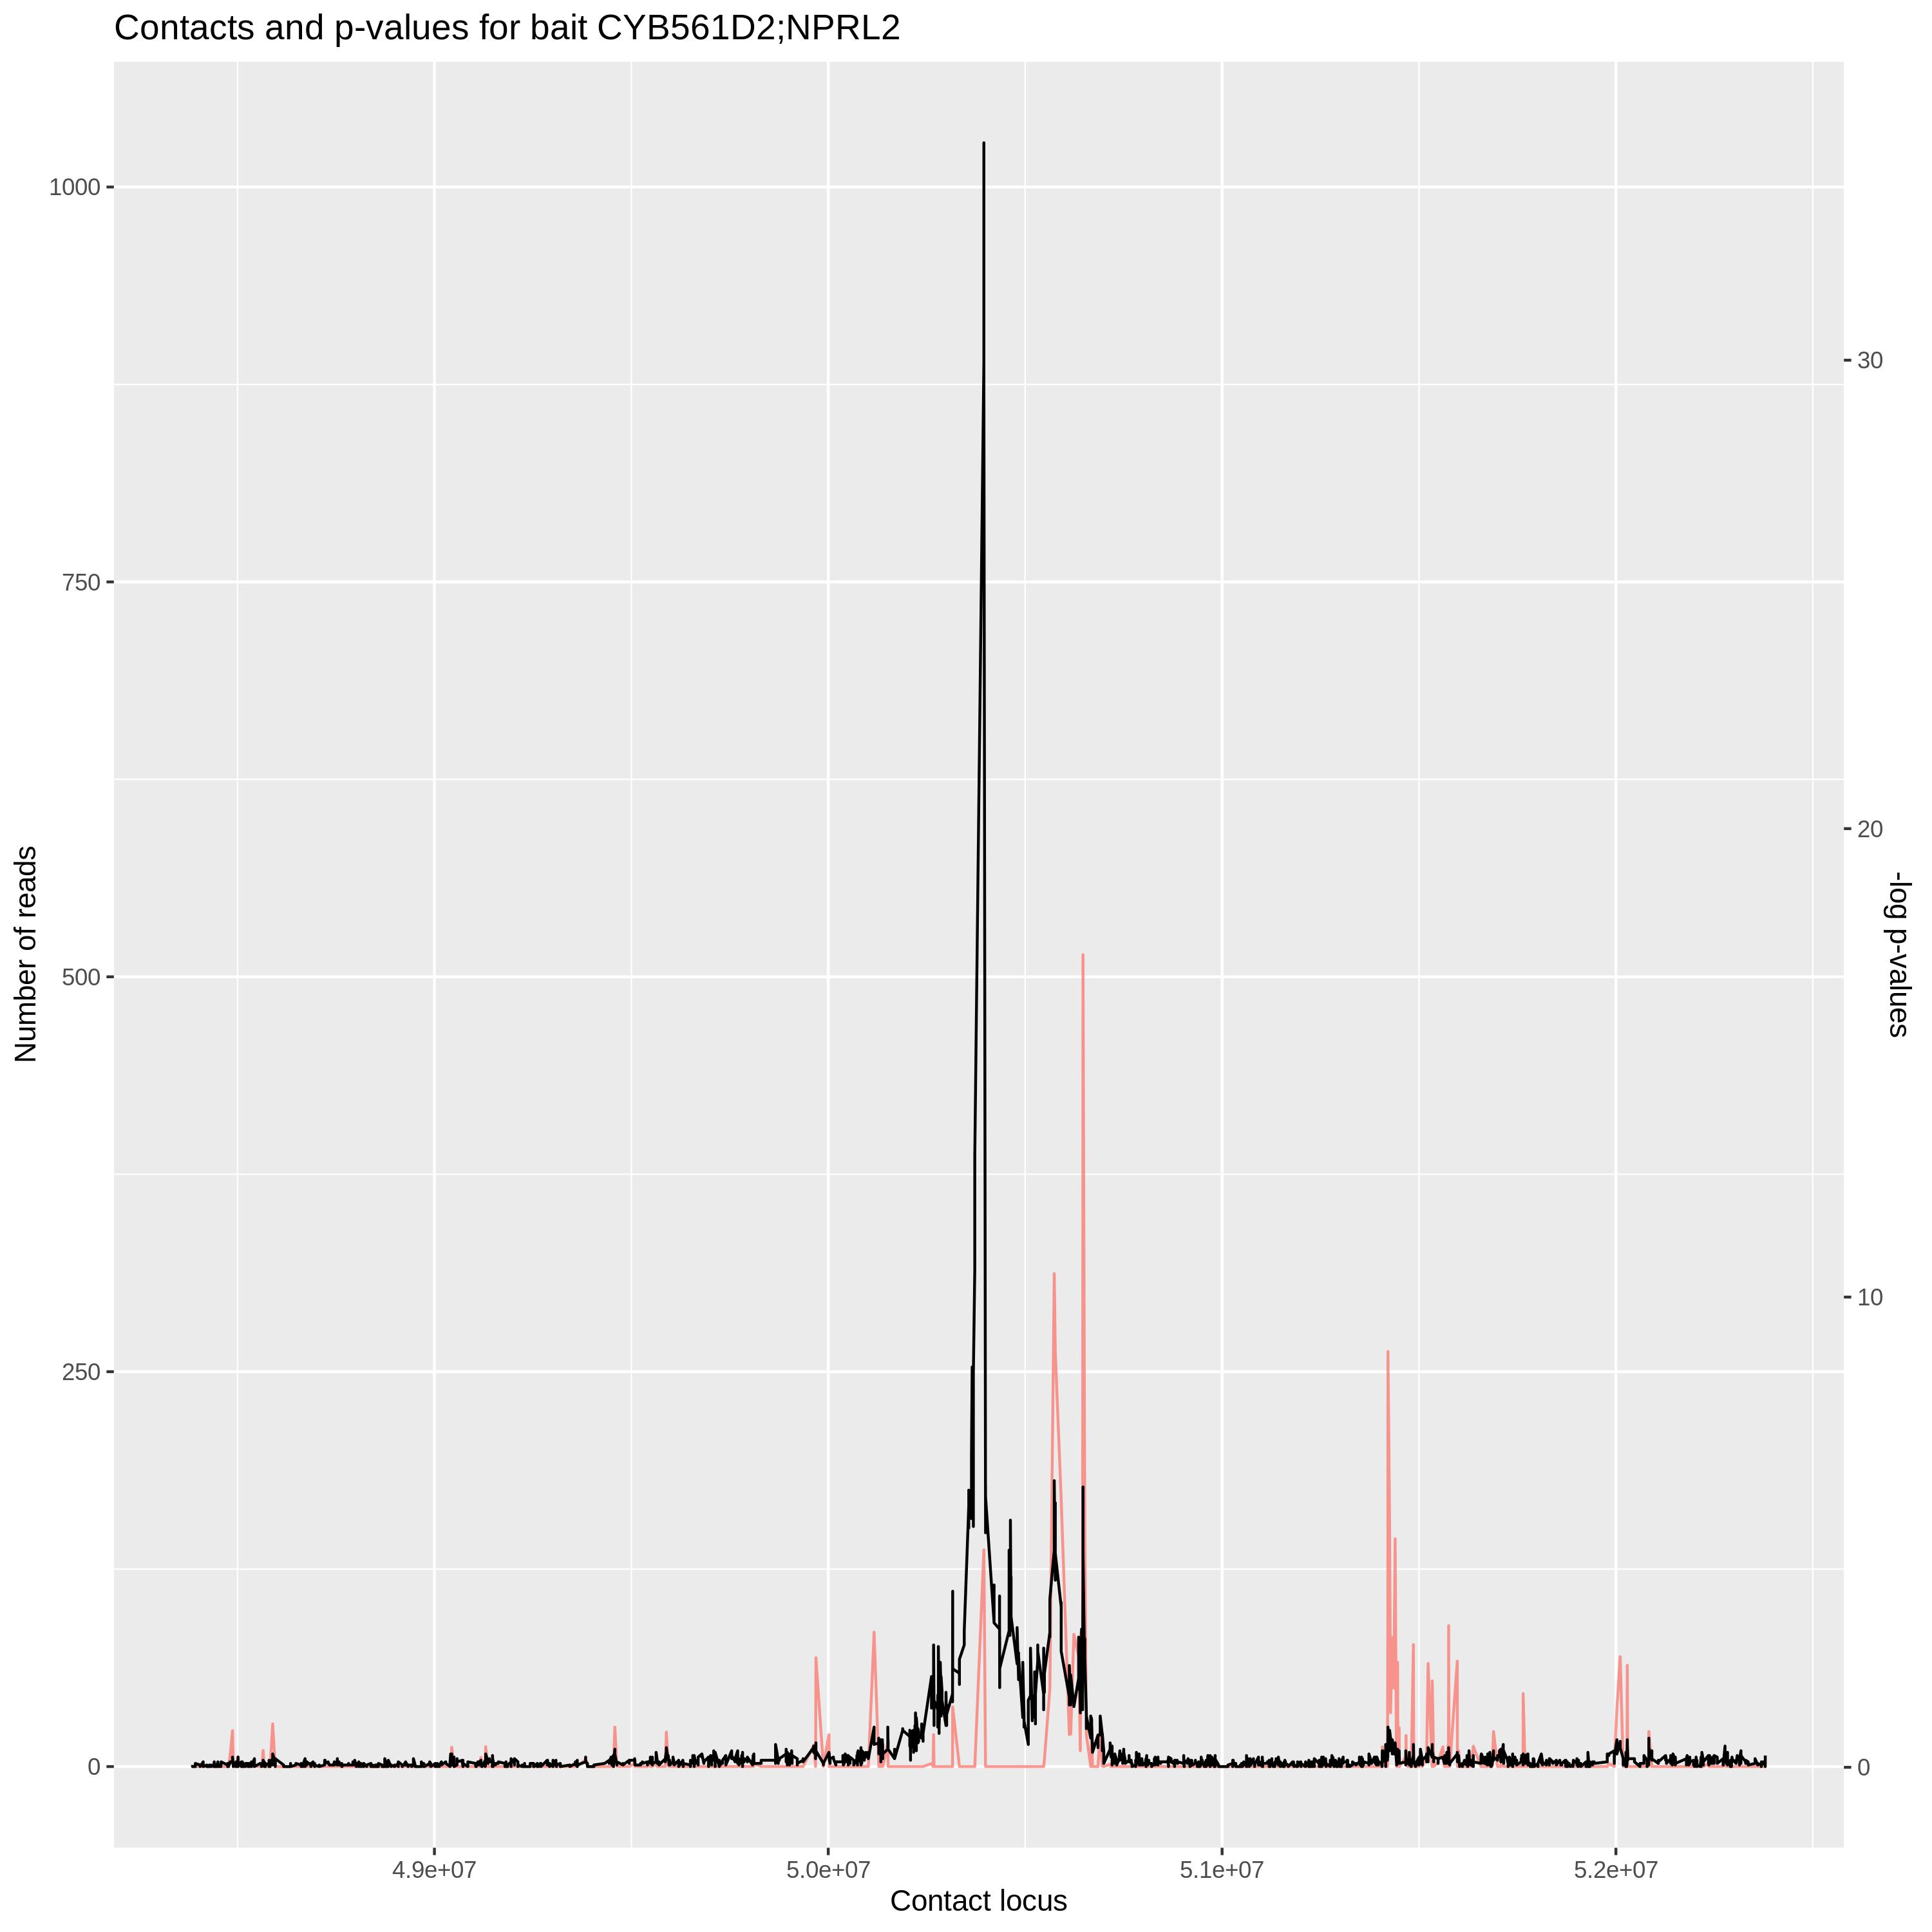 Contacts and p-values for bait CYB561D2;NPRL2
1000
750
500
250
0
Number of reads
30
20
10
0
-log p-values
4.9e+07
5.0e+07
5.1e+07
5.2e+07
Contact locus